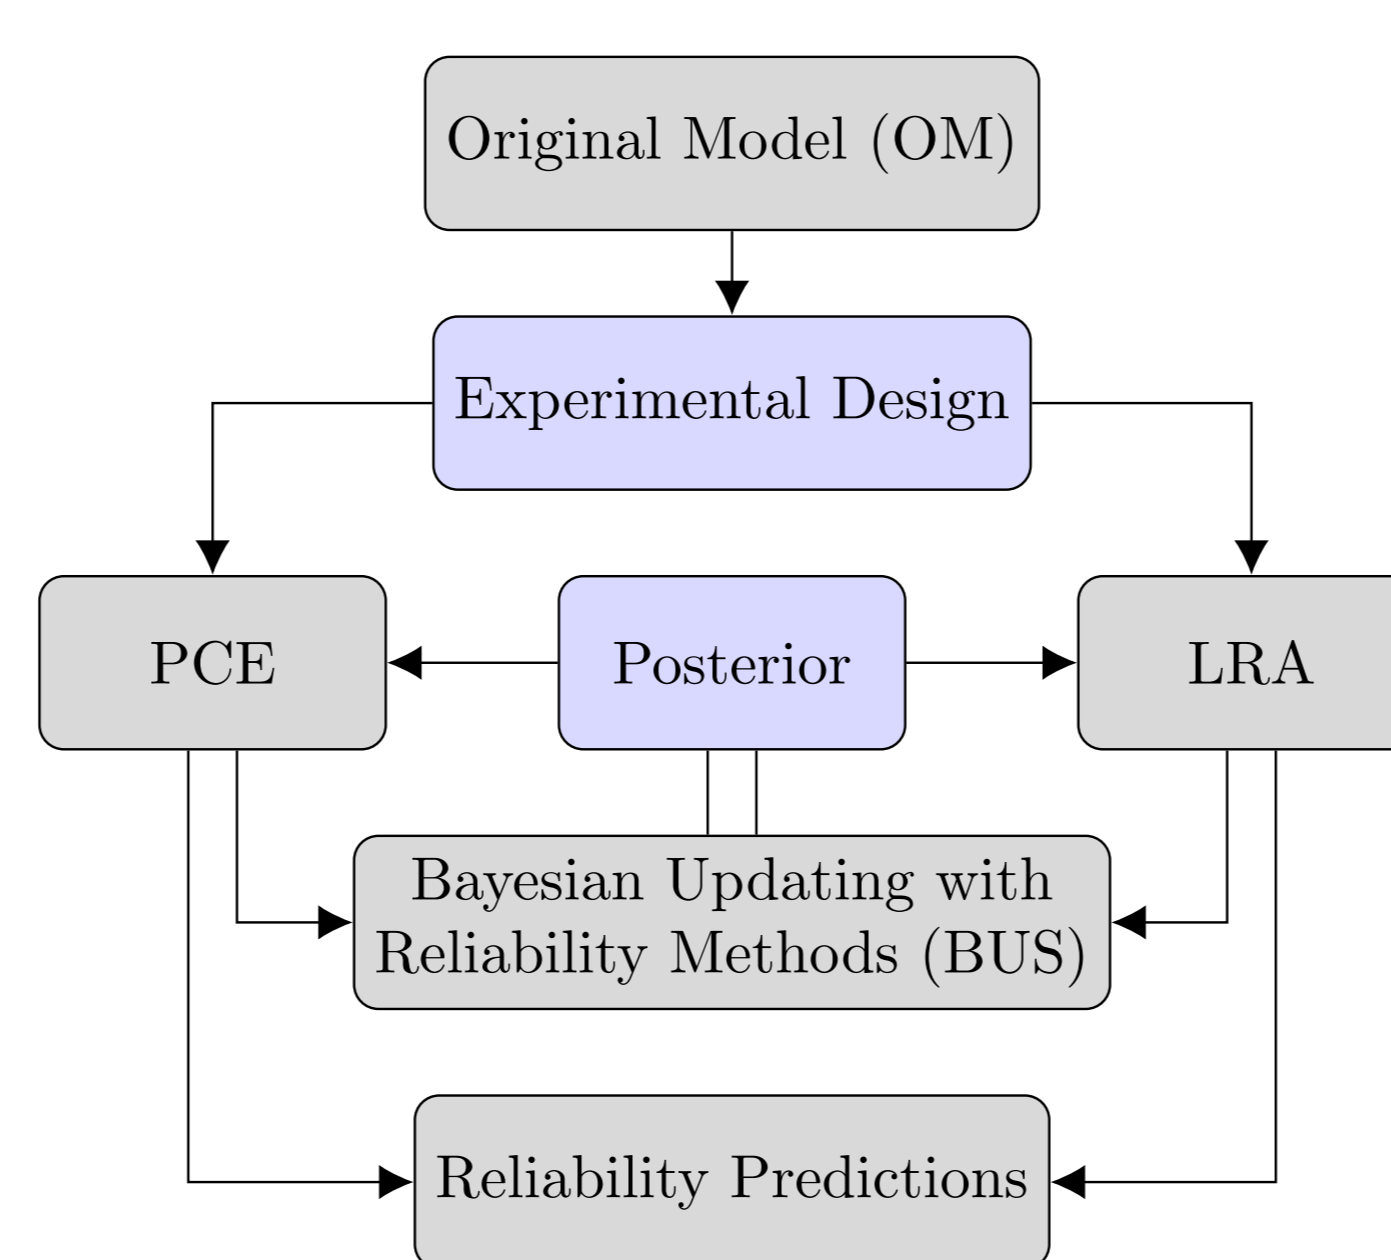 Original Model (OM)
Experimental Design
PCE
Posterior
LRA
Bayesian Updating with
Reliability Methods (BUS)
Reliability Predictions